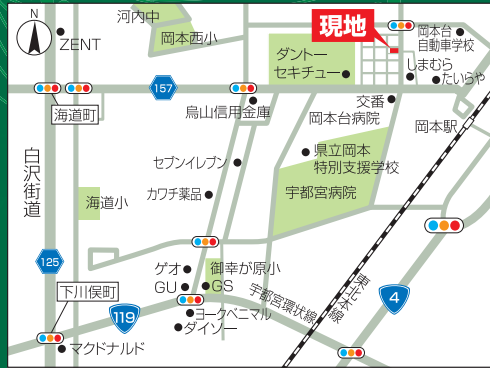 N
河内中
ZENT
岡本西小
現地
岡本台
自動車学校
ダントー
セキチュー
しまむら
たいらや
157
海道町
烏山信用金庫
交番
岡本台病院
岡本駅
白沢街道
セブンイレブン
県立岡本
特別支援学校
カワチ薬品
宇都宮病院
海道小
125
ゲオ
御幸が原小
GU
GS
下川俣町
宇都宮環状線
東北本線
4
119
ヨークベニマル
ダイソー
マクドナルド